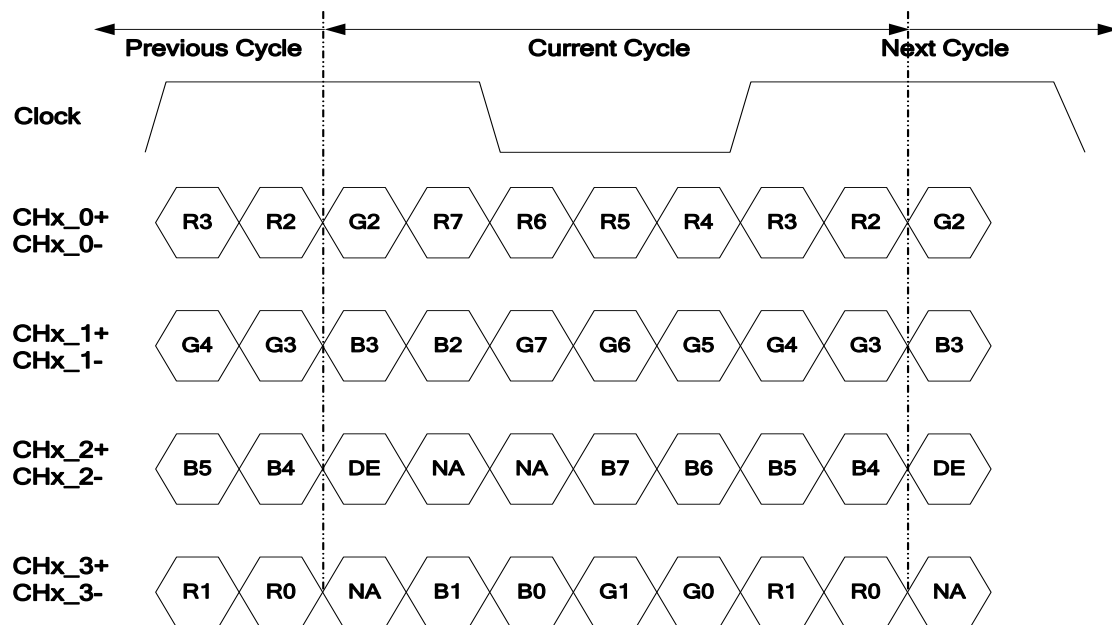 Previous Cycle Current Cycle Next Cycle
Clock
CHx_0+
CHx_0-
R3 R2 G2 R7 R6 R5 R4 R3 R2 G2
CHx_1+
CHx_1-
G4 G3 B3 B2 G7 G6 G5 G4 G3 B3
CHx_2+
CHx_2-
B5 B4 DE NA NA B7 B6 B5 B4 DE
CHx_3+
CHx_3-
R1 R0 NA B1 B0 G1 G0 R1 R0 NA